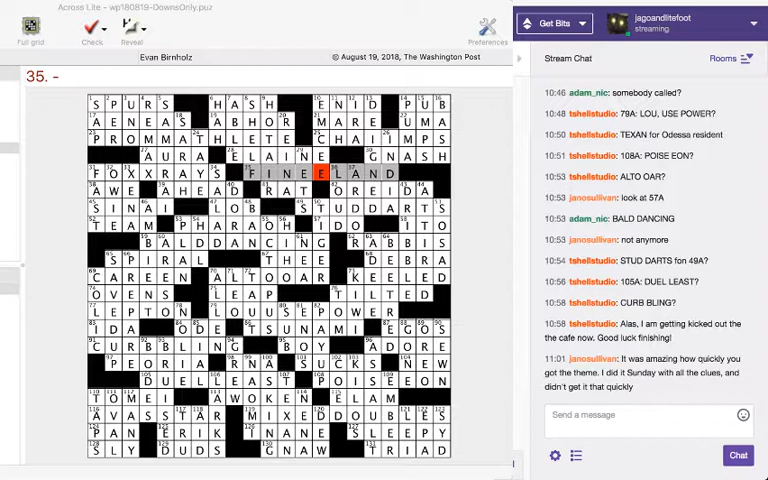 Across Lite - wp180819-DownsOnly.puz
Full grid
Check
Reveal
Preferences
Evan Birnholz
© August 19, 2018, The Washington Post
35. -
SPURS HASH ENID PUB
AENEAS ABHOR MARE UMA
PROMMATHLETE CHAIIMPS
AURA ELAINE GNASH
FOXXRAYS FINEELAND
AWE AHEAD RAT OREIDA
SINAI LOB STUDDARTS
TEAM PHARAOH IDO ITO
BALDDANCING RABBIS
SPIRAL THEE DEBRA
CAREEN ALTOOAR KEELED
OVENS LEAP TILTED
LEPTON LOUUSEPOWER
IDA ODE TSUNAMI EGOS
CURBBLING BOY ADORE
PEORIA RNA SUCKS NEW
DUELLEAST POISEEON
TOMEI AWOKEN ELAM
AVASSTAR MIXEDDOUBLES
PAN ERIK INANE SLEEPY
SLY DUDS GNAW TRIAD
Get Bits
jagoandlitefoot
streaming
Stream Chat
Rooms
10:46 adam_nic: somebody called?
10:48 tshellstudio: 79A: LOU, USE POWER?
10:50 tshellstudio: TEXAN for Odessa resident
10:51 tshellstudio: 108A: POISE EON?
10:53 tshellstudio: ALTO OAR?
10:53 janosullivan: look at 57A
10:53 adam_nic: BALD DANCING
10:53 janosullivan: not anymore
10:54 tshellstudio: STUD DARTS fon 49A?
10:56 tshellstudio: 105A: DUEL LEAST?
10:58 tshellstudio: CURB BLING?
10:58 tshellstudio: Alas, I am getting kicked out the
the cafe now. Good luck finishing!
11:01 janosullivan: It was amazing how quickly you
got the theme. I did it Sunday with all the clues, and
didn't get it that quickly
Send a message
Chat